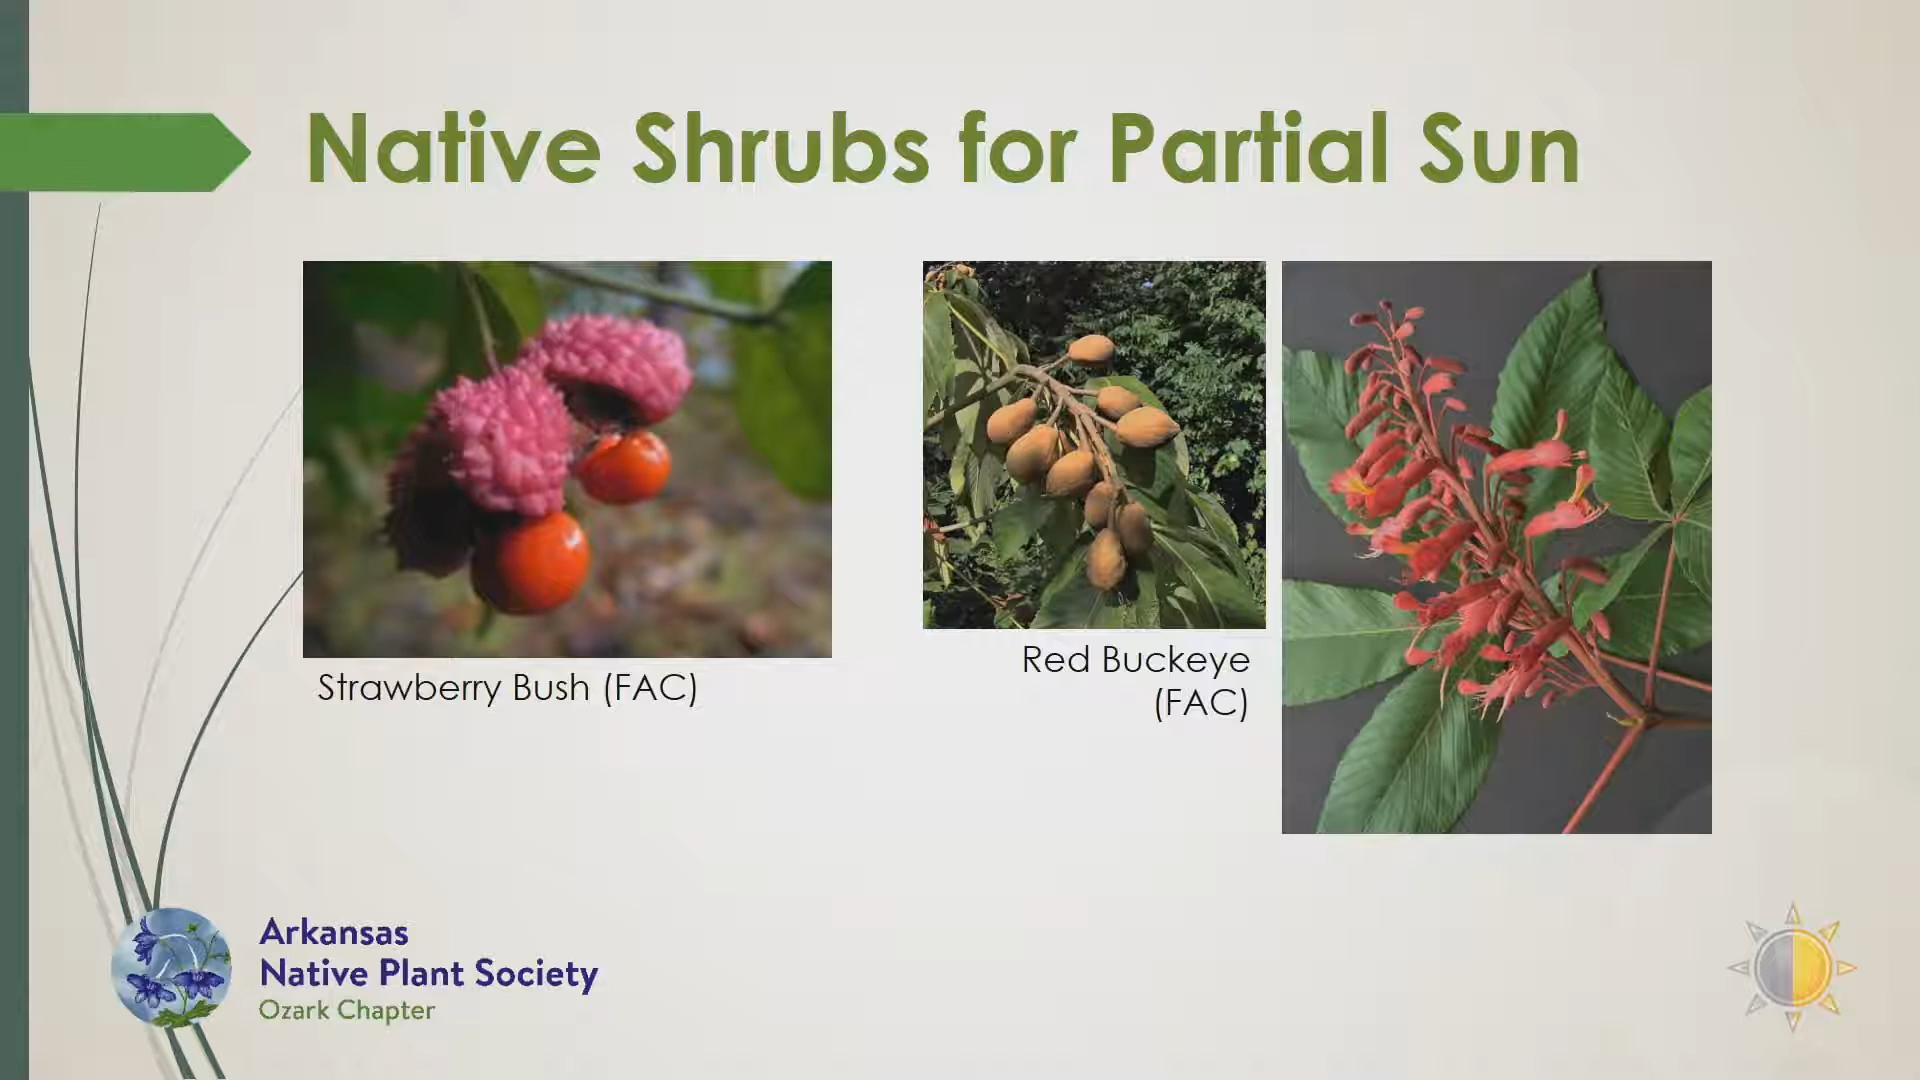 Native Shrubs for Partial Sun
Strawberry Bush (FAC)
Red Buckeye
(FAC)
Arkansas
Native Plant Society
Ozark Chapter